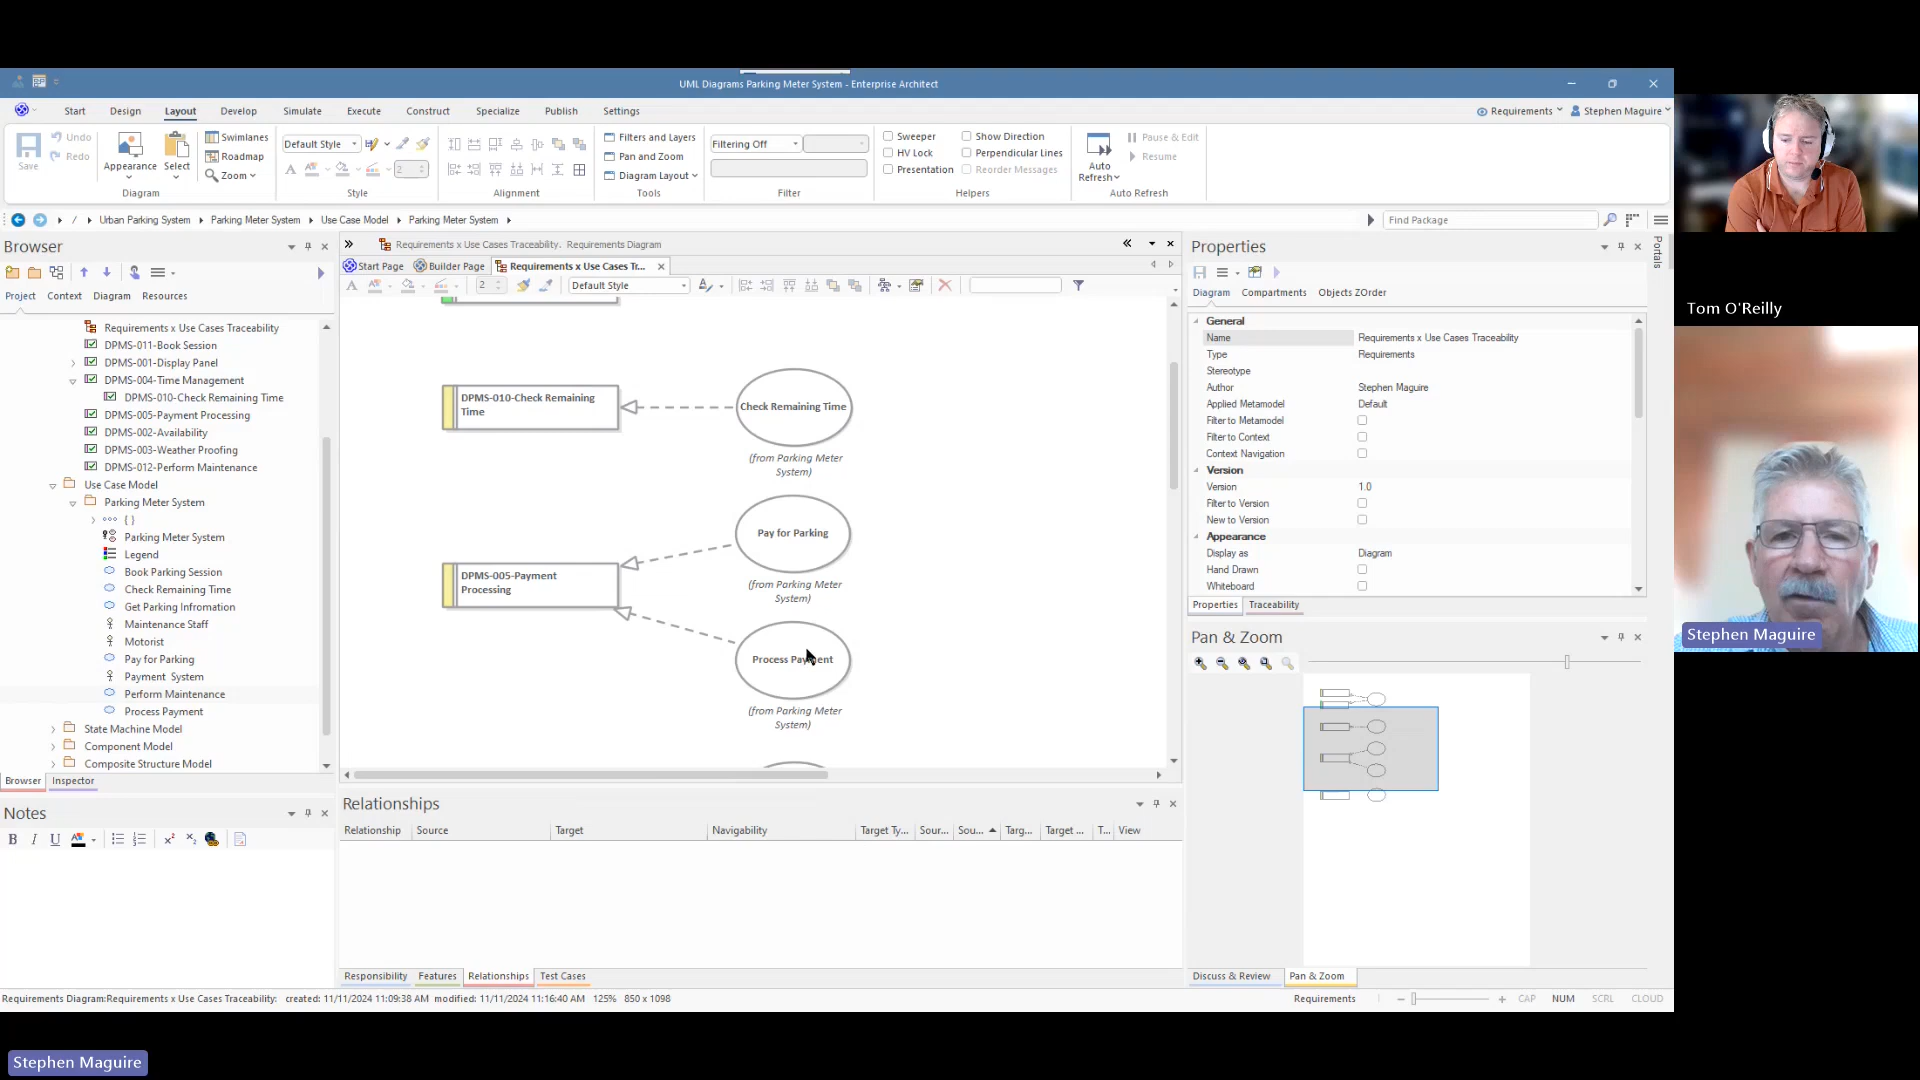 UML Diagrams Parking Meter System - Enterprise Architect
Start Design Layout Develop Simulate Execute Construct Specialize Publish Settings
Requirements Stephen Maguire
Save Undo Redo
Appearance Select Swimlanes Roadmap Zoom
Diagram
Default Style
2
Style
Alignment
Filters and Layers
Pan and Zoom
Diagram Layout
Tools
Filtering Off
Filter
Sweeper Show Direction
HV Lock Perpendicular Lines
Presentation Reorder Messages
Helpers
Auto Refresh
Pause & Edit
Resume
Auto Refresh
/ Urban Parking System Parking Meter System Use Case Model Parking Meter System
Find Package
Portals
Browser
Project Context Diagram Resources
Requirements x Use Cases Traceability
DPMS-011-Book Session
DPMS-001-Display Panel
DPMS-004-Time Management
DPMS-010-Check Remaining Time
DPMS-005-Payment Processing
DPMS-002-Availability
DPMS-003-Weather Proofing
DPMS-012-Perform Maintenance
Use Case Model
Parking Meter System
{ }
Parking Meter System
Legend
Book Parking Session
Check Remaining Time
Get Parking Infromation
Maintenance Staff
Motorist
Pay for Parking
Payment System
Perform Maintenance
Process Payment
State Machine Model
Component Model
Composite Structure Model
Browser Inspector
Notes
B I U A
Requirements x Use Cases Traceability. Requirements Diagram
Start Page Builder Page Requirements x Use Cases Tr...
2 Default Style
DPMS-010-Check Remaining
Time
Check Remaining Time
(from Parking Meter
System)
Pay for Parking
(from Parking Meter
System)
DPMS-005-Payment
Processing
Process Payment
(from Parking Meter
System)
Relationships
Relationship Source Target Navigability Target Ty... Sour... Sou... Targ... Target ... T... View
Responsibility Features Relationships Test Cases
Properties
Diagram Compartments Objects ZOrder
General
Name Requirements x Use Cases Traceability
Type Requirements
Stereotype
Author Stephen Maguire
Applied Metamodel Default
Filter to Metamodel
Filter to Context
Context Navigation
Version
Version 1.0
Filter to Version
New to Version
Appearance
Display as Diagram
Hand Drawn
Whiteboard
Properties Traceability
Pan & Zoom
Discuss & Review Pan & Zoom
Requirements Diagram:Requirements x Use Cases Traceability: created: 11/11/2024 11:09:38 AM modified: 11/11/2024 11:16:40 AM 125% 850 x 1098
Requirements CAP NUM SCRL CLOUD
Tom O'Reilly
Stephen Maguire
Stephen Maguire